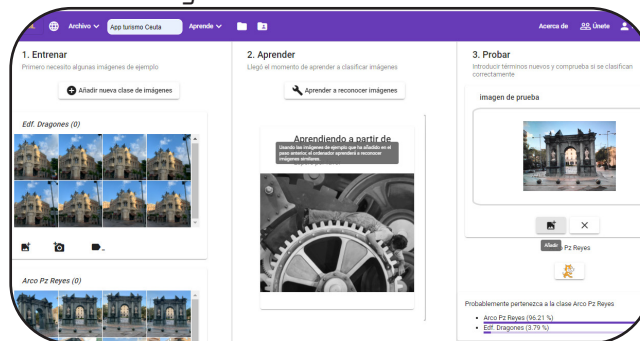 Archivo
App turismo Ceuta
Aprende
Acerca de
Únete
1. Entrenar
Primero necesito algunas imágenes de ejemplo
Añadir nueva clase de imágenes
Edf. Dragones (0)
Arco Pz Reyes (0)
2. Aprender
Llegó el momento de aprender a clasificar imágenes
Aprender a reconocer imágenes
Aprendiendo a partir de
Usando las imágenes de ejemplo que ha añadido en el
paso anterior, el ordenador aprenderá a reconocer
imágenes similares.
3. Probar
Introducir términos nuevos y comprueba si se clasifican
correctamente
imagen de prueba
Añadir
Pz Reyes
Probablemente pertenezca a la clase Arco Pz Reyes
Arco Pz Reyes (96.21 %)
Edf. Dragones (3.79 %)